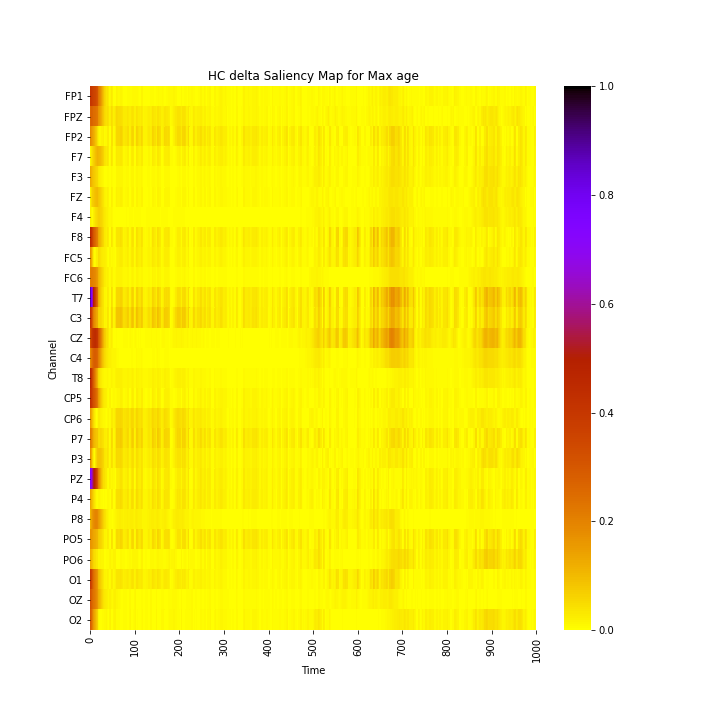 HC delta Saliency Map for Max age
FP1
FPZ
FP2
F7
F3
FZ
F4
F8
FC5
FC6
T7
C3
CZ
C4
T8
CP5
CP6
P7
P3
PZ
P4
P8
PO5
PO6
O1
OZ
O2
Channel
0
100
200
300
400
500
600
700
800
900
1000
Time
1.0
0.8
0.6
0.4
0.2
0.0